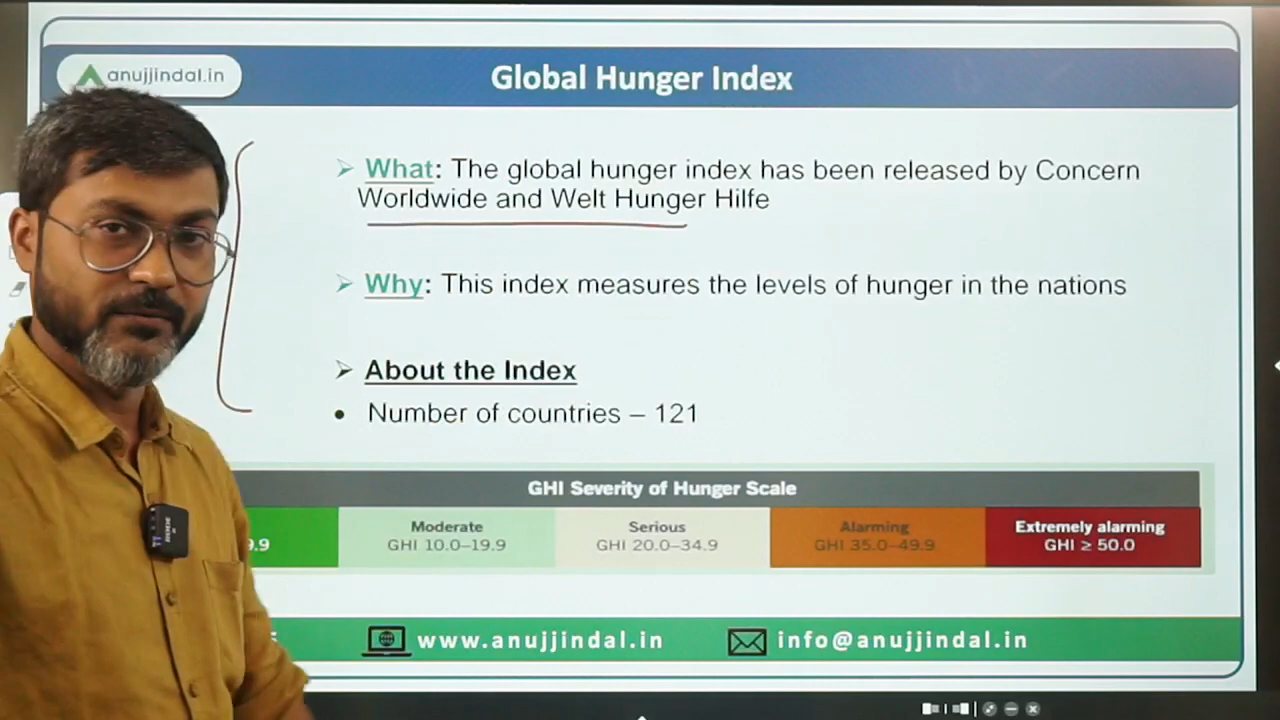 anujjindal.in
Global Hunger Index
What: The global hunger index has been released by Concern
Worldwide and Welt Hunger Hilfe
Why: This index measures the levels of hunger in the nations
About the Index
• Number of countries – 121
GHI Severity of Hunger Scale
9.9
Moderate
GHI 10.0–19.9
Serious
GHI 20.0–34.9
Alarming
GHI 35.0–49.9
Extremely alarming
GHI ≥ 50.0
www.anujjindal.in
info@anujjindal.in